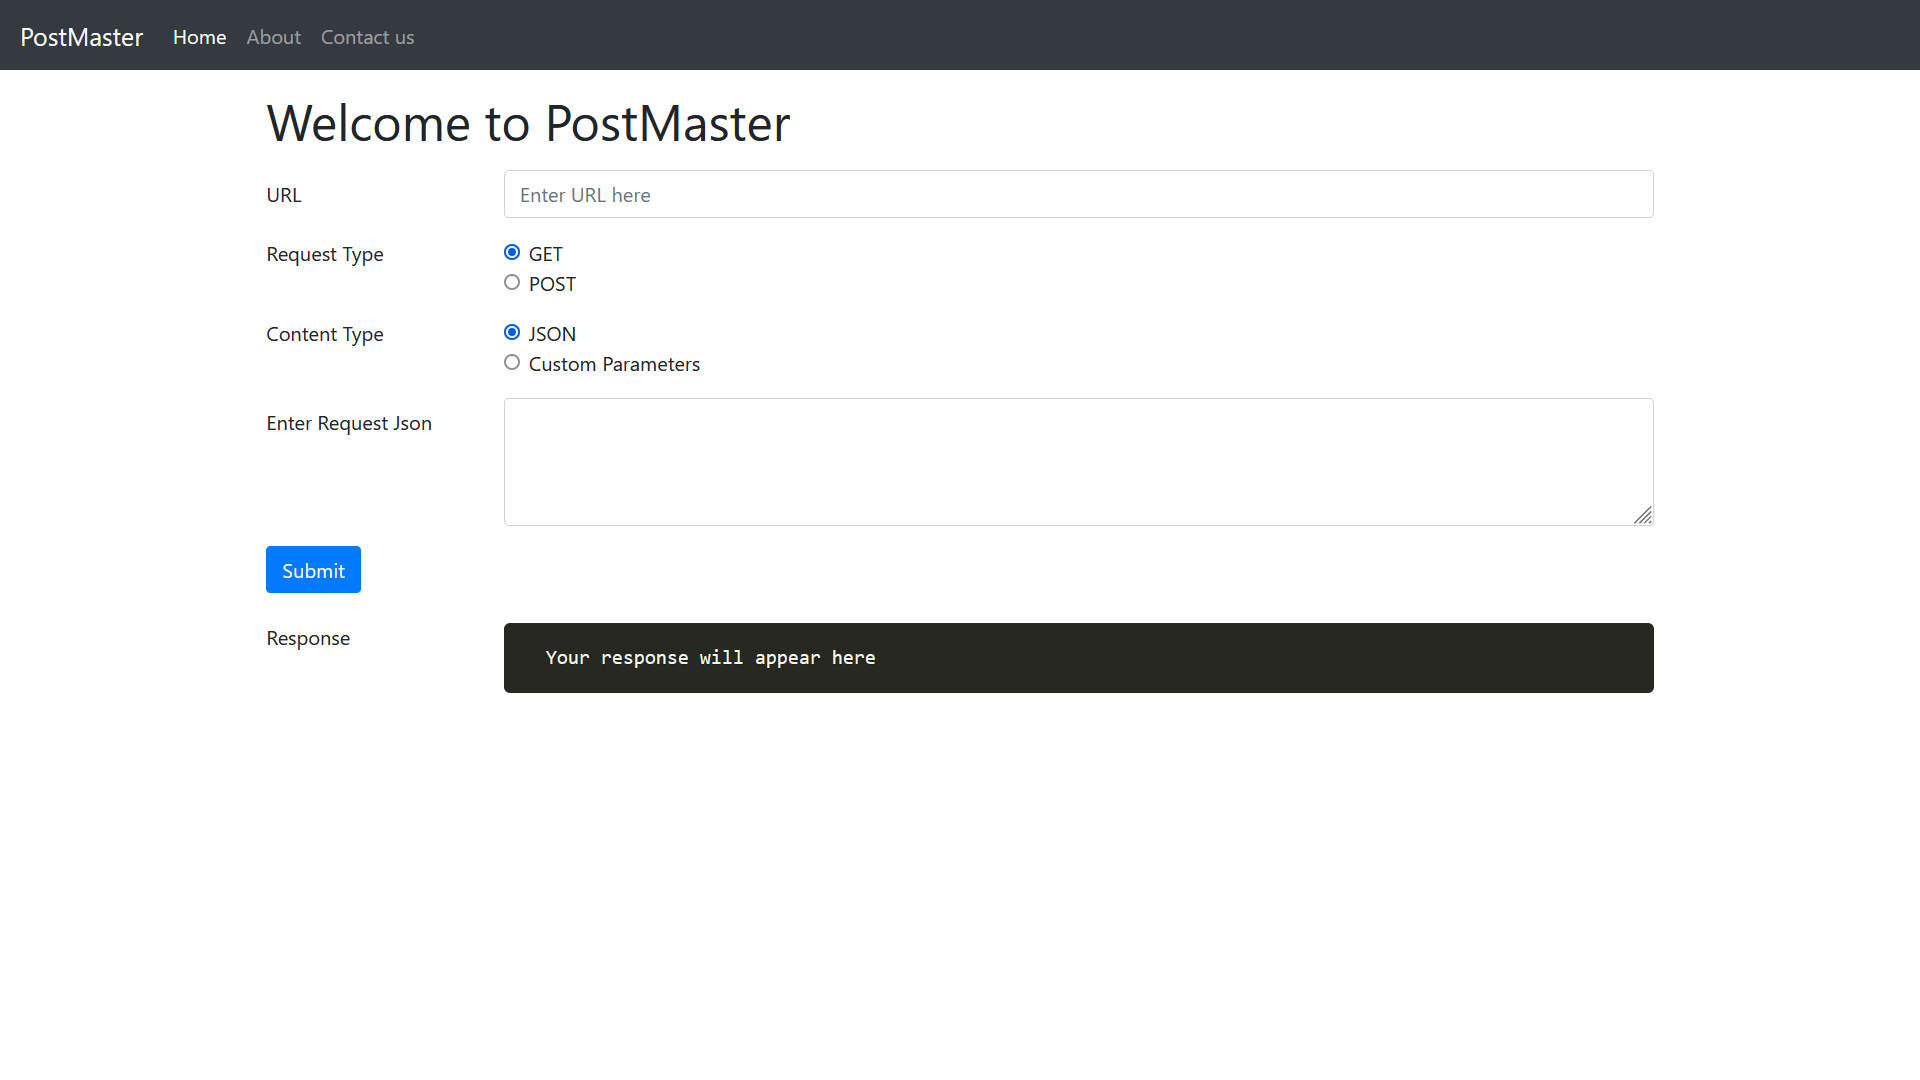 PostMaster Home About Contact us
Welcome to PostMaster
URL Enter URL here
Request Type GET
POST
Content Type JSON
Custom Parameters
Enter Request Json
Submit
Response Your response will appear here